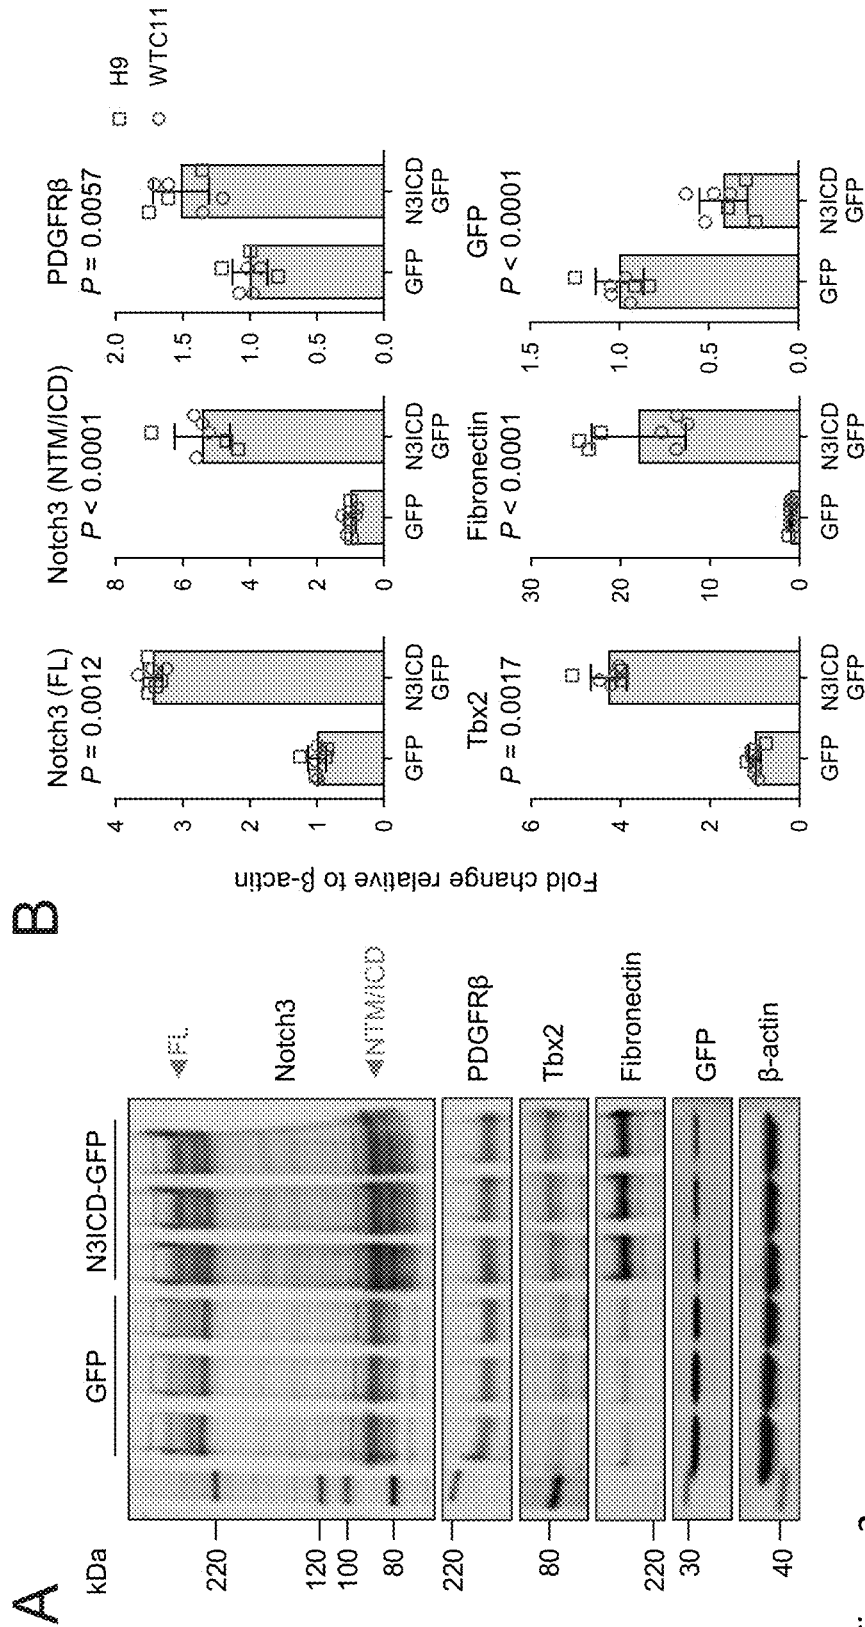 A
kDa
GFP
N3ICD-GFP
220
120
100
80
FL
Notch3
NTM/ICD
220
PDGFRβ
80
Tbx2
220
Fibronectin
30
GFP
40
β-actin
B
Fold change relative to β-actin
Notch3 (FL)
P = 0.0012
4
3
2
1
0
GFP
N3ICD
GFP
Notch3 (NTM/ICD)
P < 0.0001
8
6
4
2
0
GFP
N3ICD
GFP
PDGFRβ
P = 0.0057
2.0
1.5
1.0
0.5
0.0
GFP
N3ICD
GFP
H9
WTC11
Tbx2
P = 0.0017
6
4
2
0
GFP
N3ICD
GFP
Fibronectin
P < 0.0001
30
20
10
0
GFP
N3ICD
GFP
GFP
P < 0.0001
1.5
1.0
0.5
0.0
GFP
N3ICD
GFP